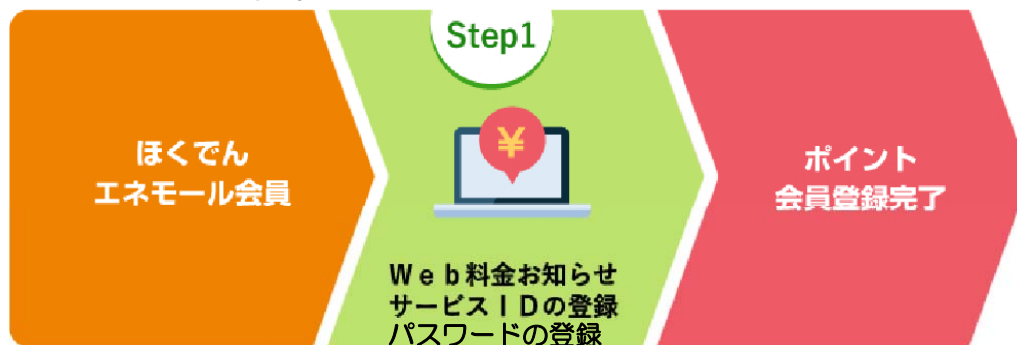 ほくでん
エネモール会員
Step1
¥
Web料金お知らせ
サービスIDの登録
パスワードの登録
ポイント
会員登録完了